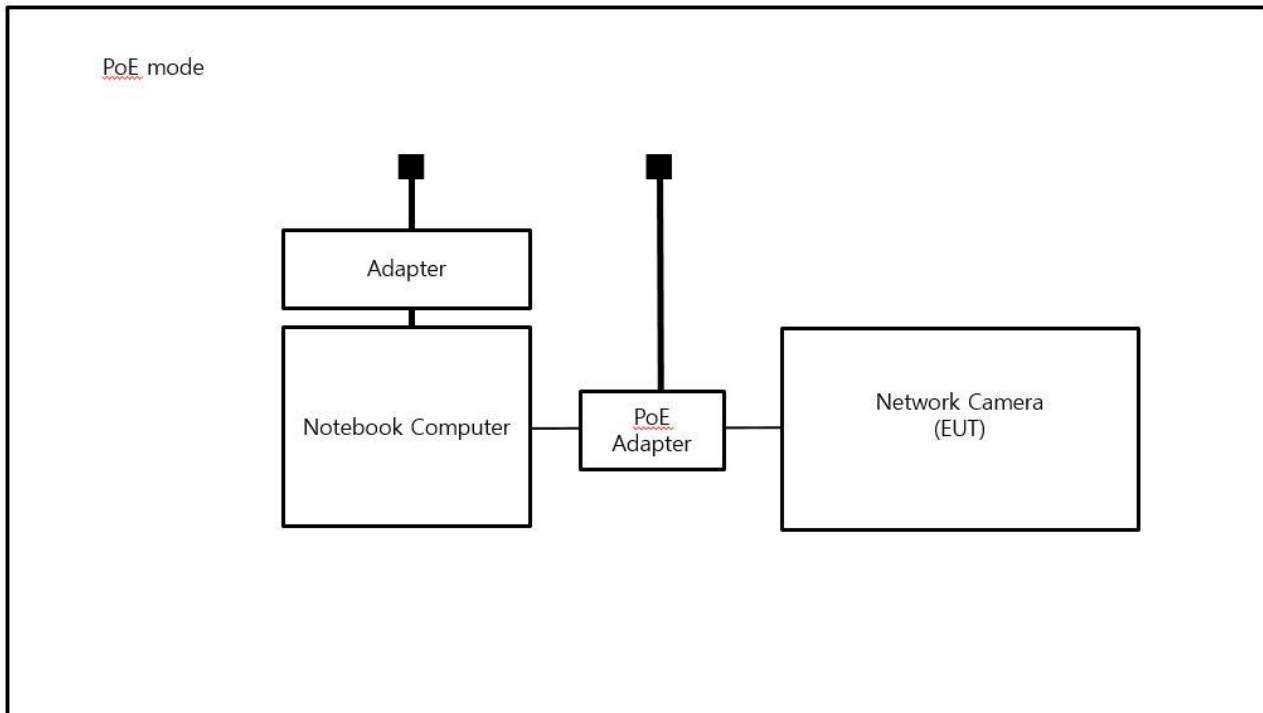 PoE mode
Adapter
Notebook Computer
PoE
Adapter
Network Camera
(EUT)